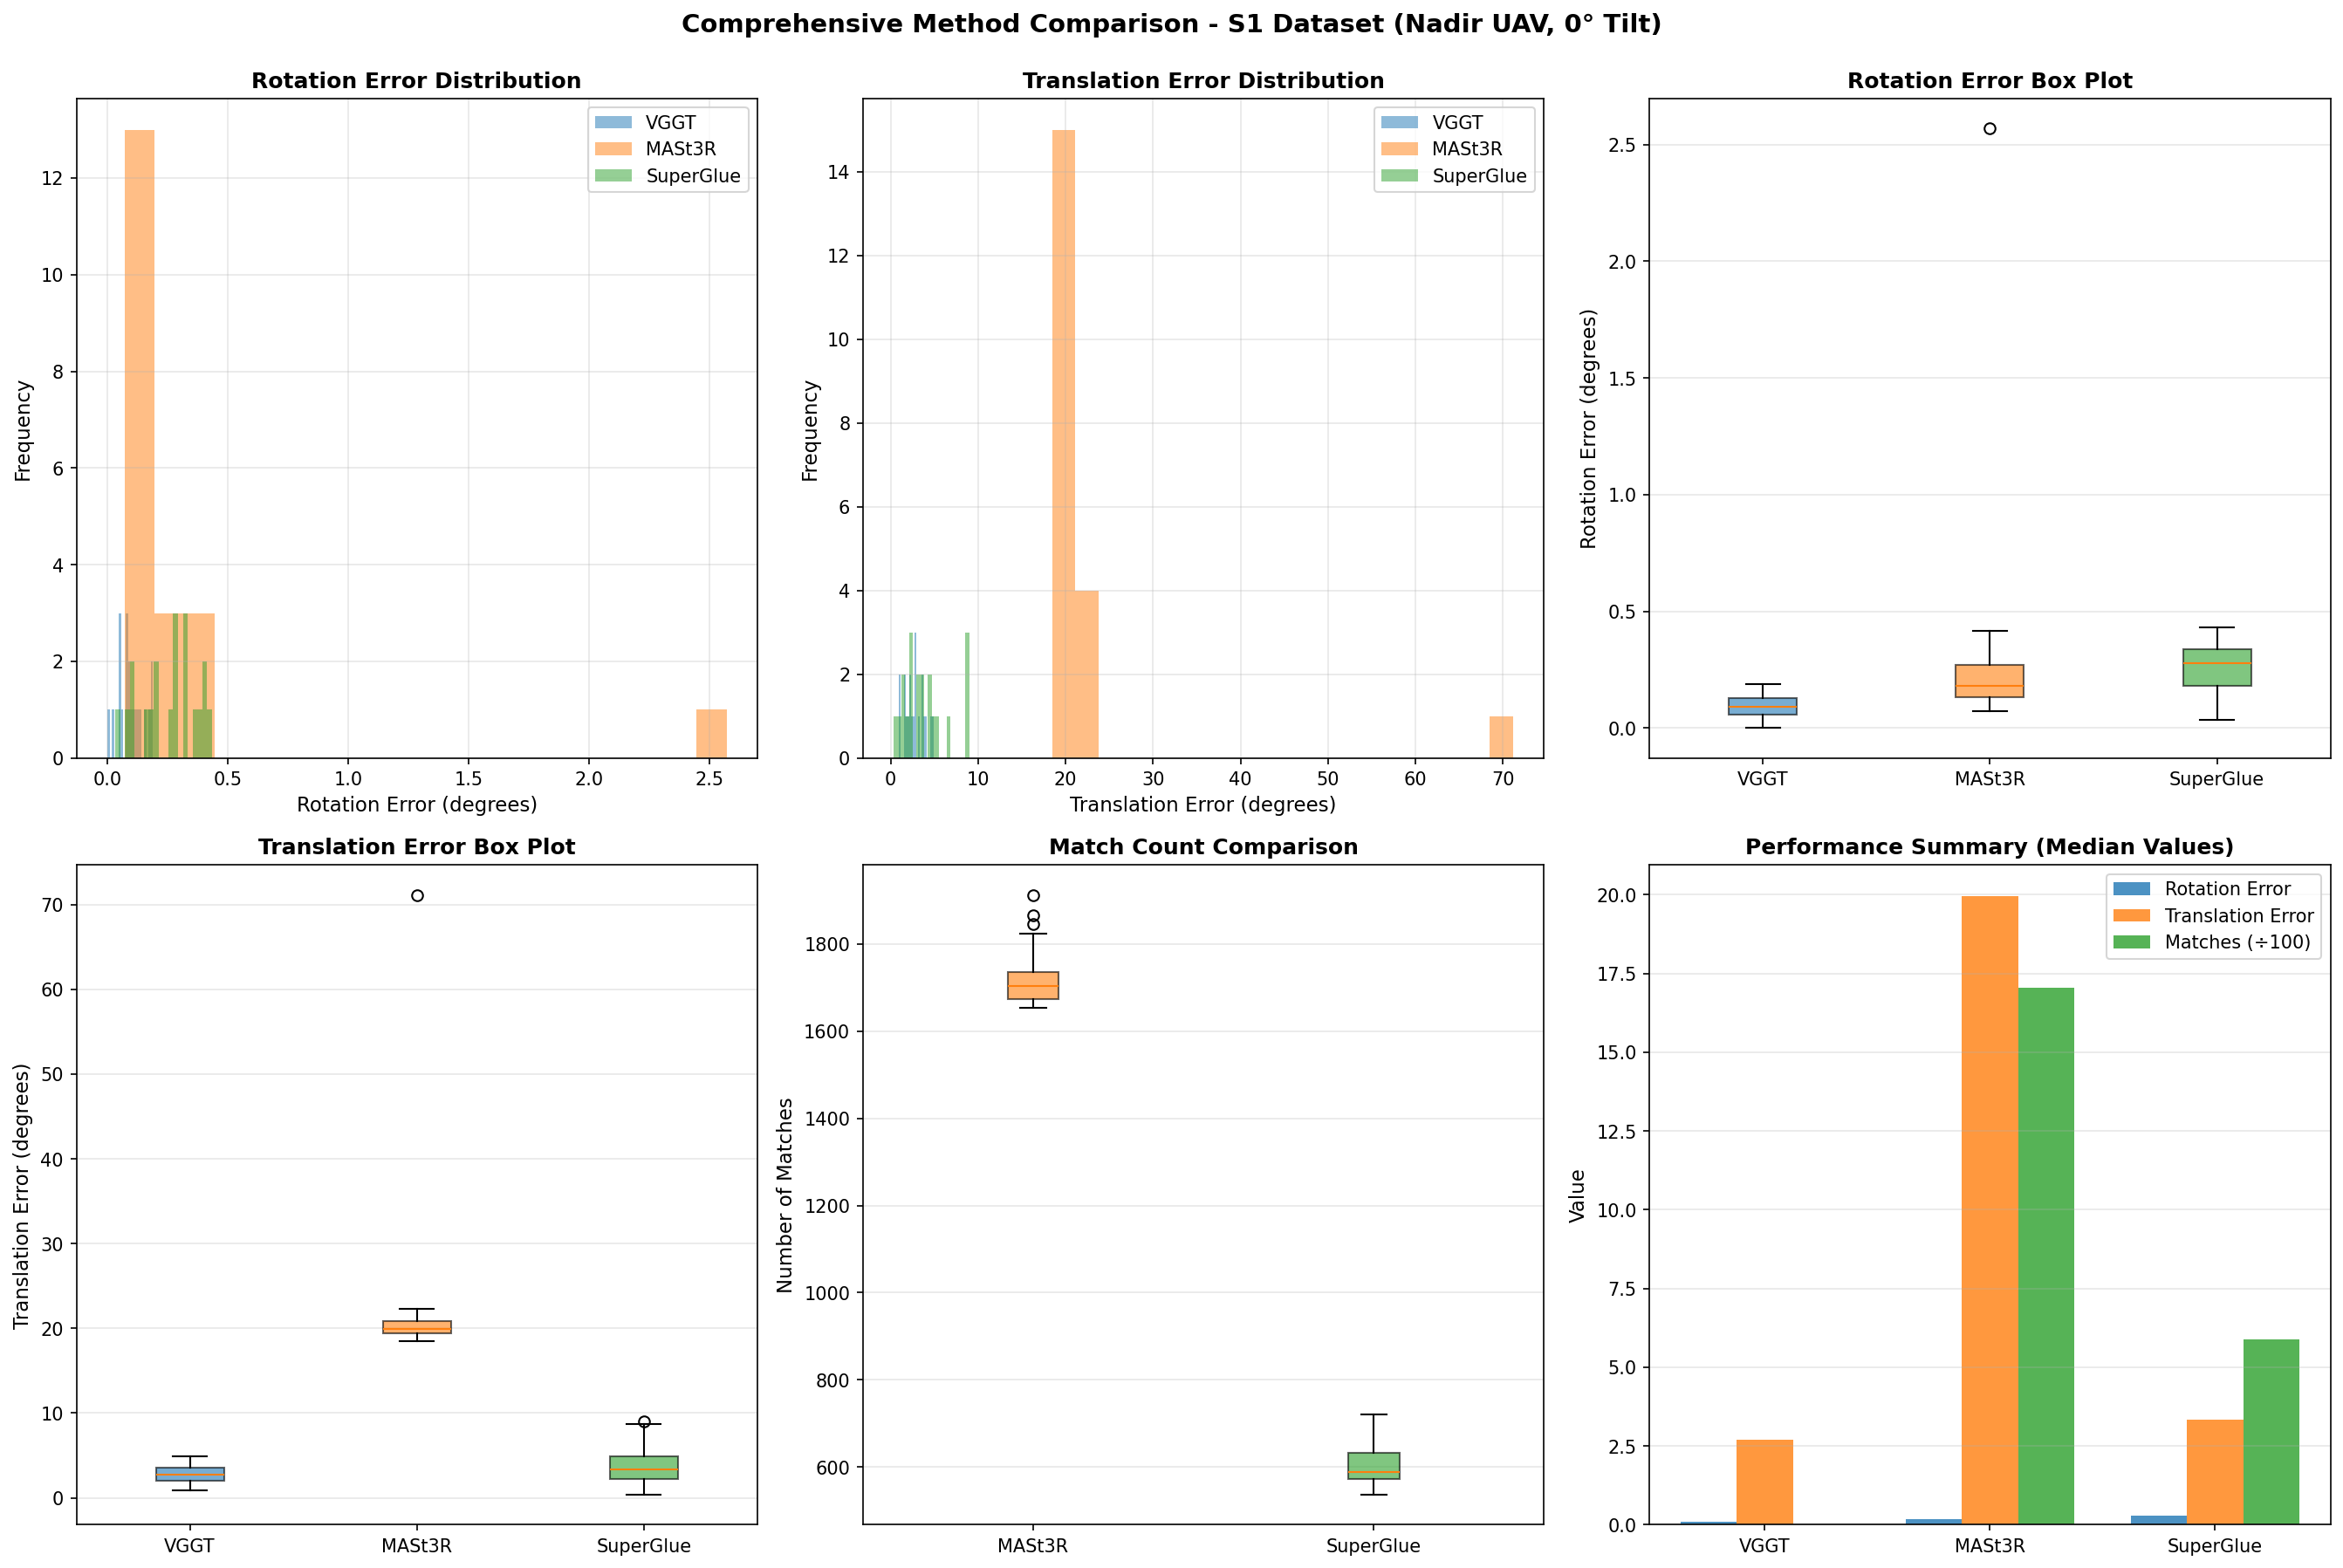 Comprehensive Method Comparison - S1 Dataset (Nadir UAV, 0° Tilt)
Rotation Error Distribution
VGGT
MASt3R
SuperGlue
Frequency
12
10
8
6
4
2
0
0.0 0.5 1.0 1.5 2.0 2.5
Rotation Error (degrees)
Translation Error Distribution
VGGT
MASt3R
SuperGlue
Frequency
14
12
10
8
6
4
2
0
0 10 20 30 40 50 60 70
Translation Error (degrees)
Rotation Error Box Plot
Rotation Error (degrees)
2.5
2.0
1.5
1.0
0.5
0.0
VGGT MASt3R SuperGlue
Translation Error Box Plot
Translation Error (degrees)
70
60
50
40
30
20
10
0
VGGT MASt3R SuperGlue
Match Count Comparison
Number of Matches
1800
1600
1400
1200
1000
800
600
MASt3R SuperGlue
Performance Summary (Median Values)
Rotation Error
Translation Error
Matches (÷100)
Value
20.0
17.5
15.0
12.5
10.0
7.5
5.0
2.5
0.0
VGGT MASt3R SuperGlue